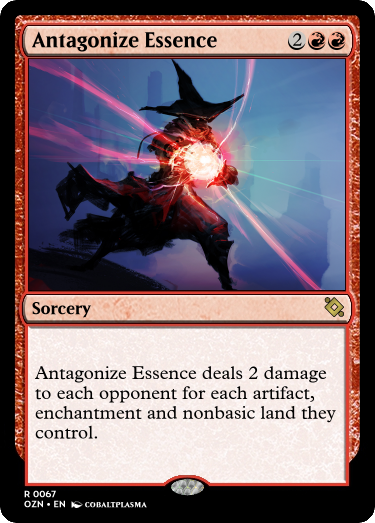 Antagonize Essence 2
Sorcery
Antagonize Essence deals 2 damage
to each opponent for each artifact,
enchantment and nonbasic land they
control.
R 0067
OZN • EN COBALTPLASMA